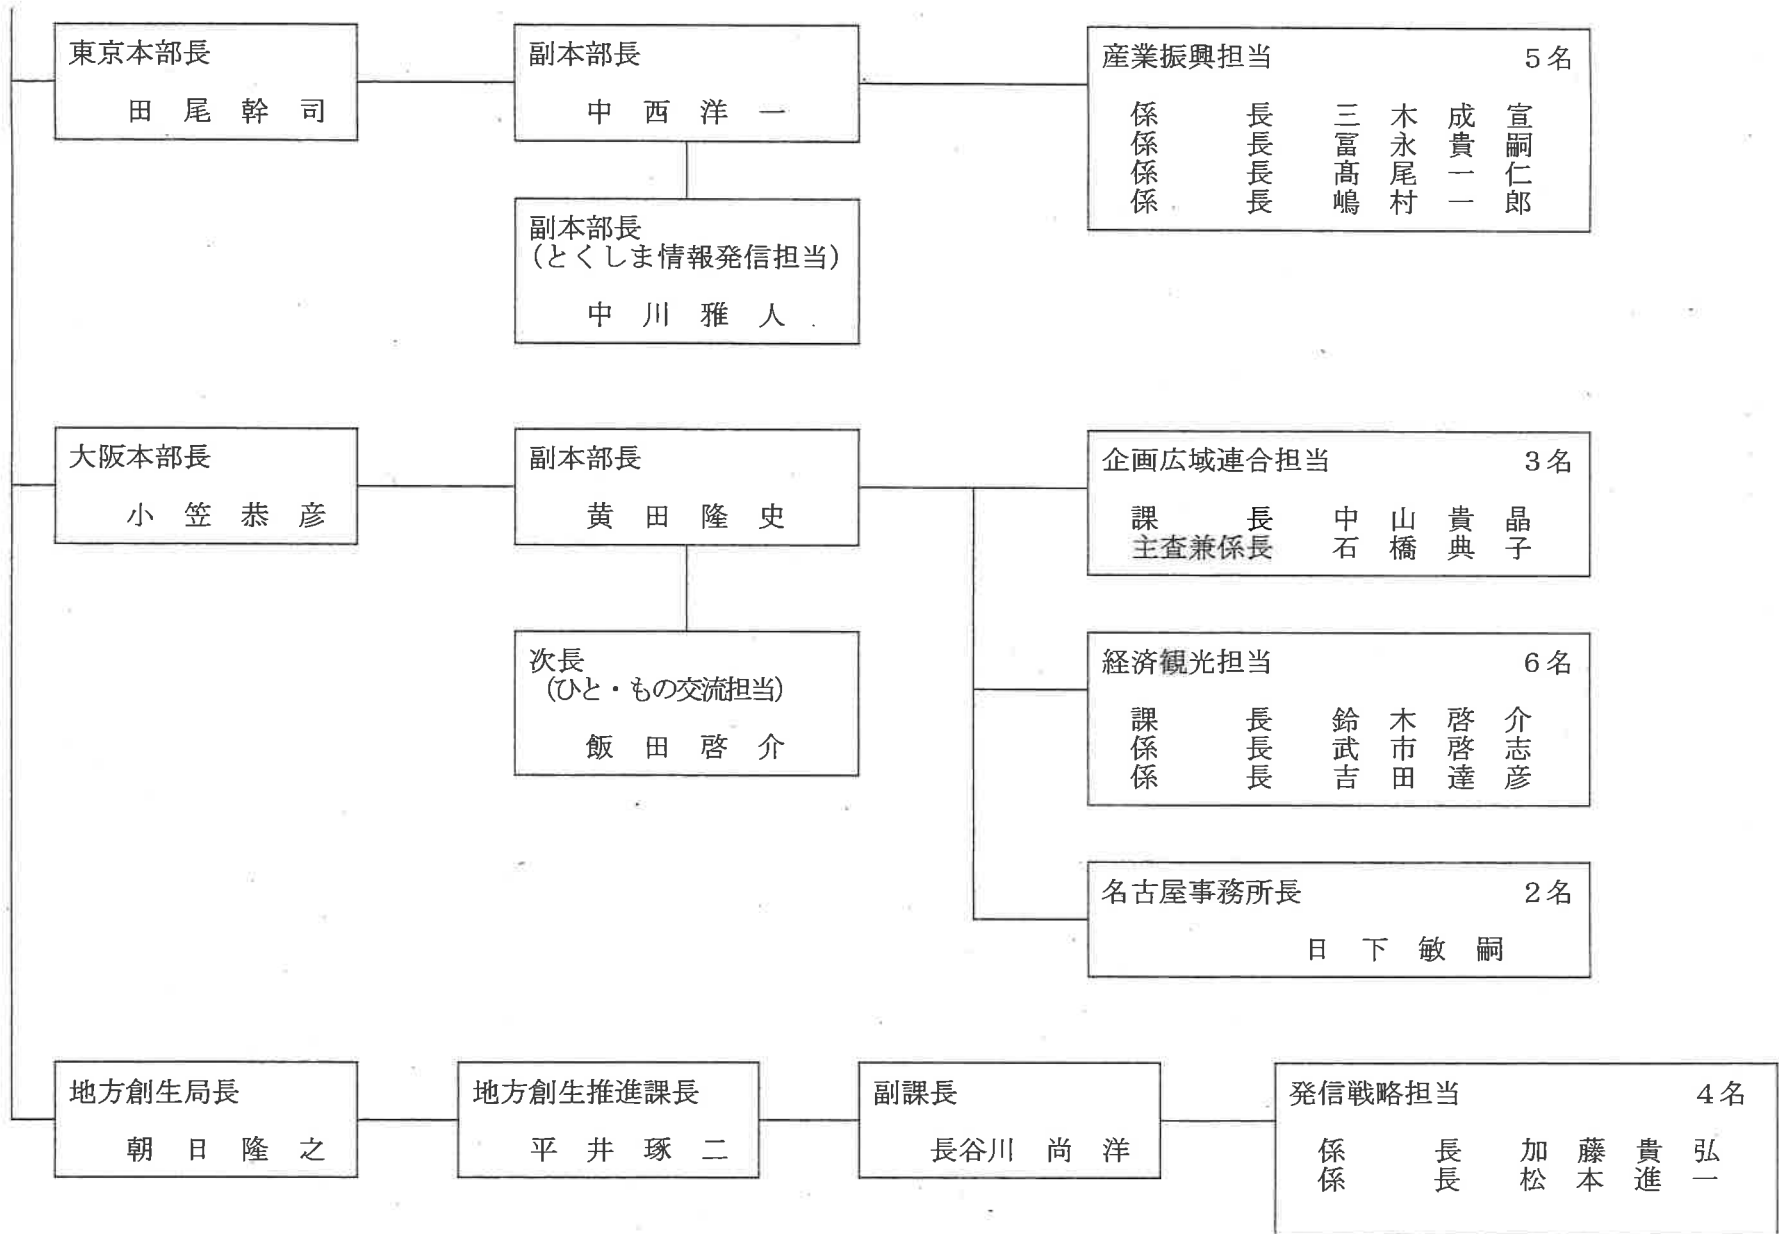 東京本部長
田尾幹司
副本部長
中西洋一
副本部長
(とくしま情報発信担当)
中川雅人
産業振興担当 5名
係長 三木成宣
係長 冨永貴嗣
係長 髙尾一仁
係長 嶋村一郎
大阪本部長
小笠恭彦
副本部長
黄田隆史
次長
(ひと・もの交流担当)
飯田啓介
企画広域連合担当 3名
課長 中山貴晶
主査兼係長 石橋典子
経済観光担当 6名
課長 鈴木啓介
係長 武市啓志
係長 吉田達彦
名古屋事務所長 2名
日下敏嗣
地方創生局長
朝日隆之
地方創生推進課長
平井琢二
副課長
長谷川尚洋
発信戦略担当 4名
係長 加藤貴弘
係長 松本進一